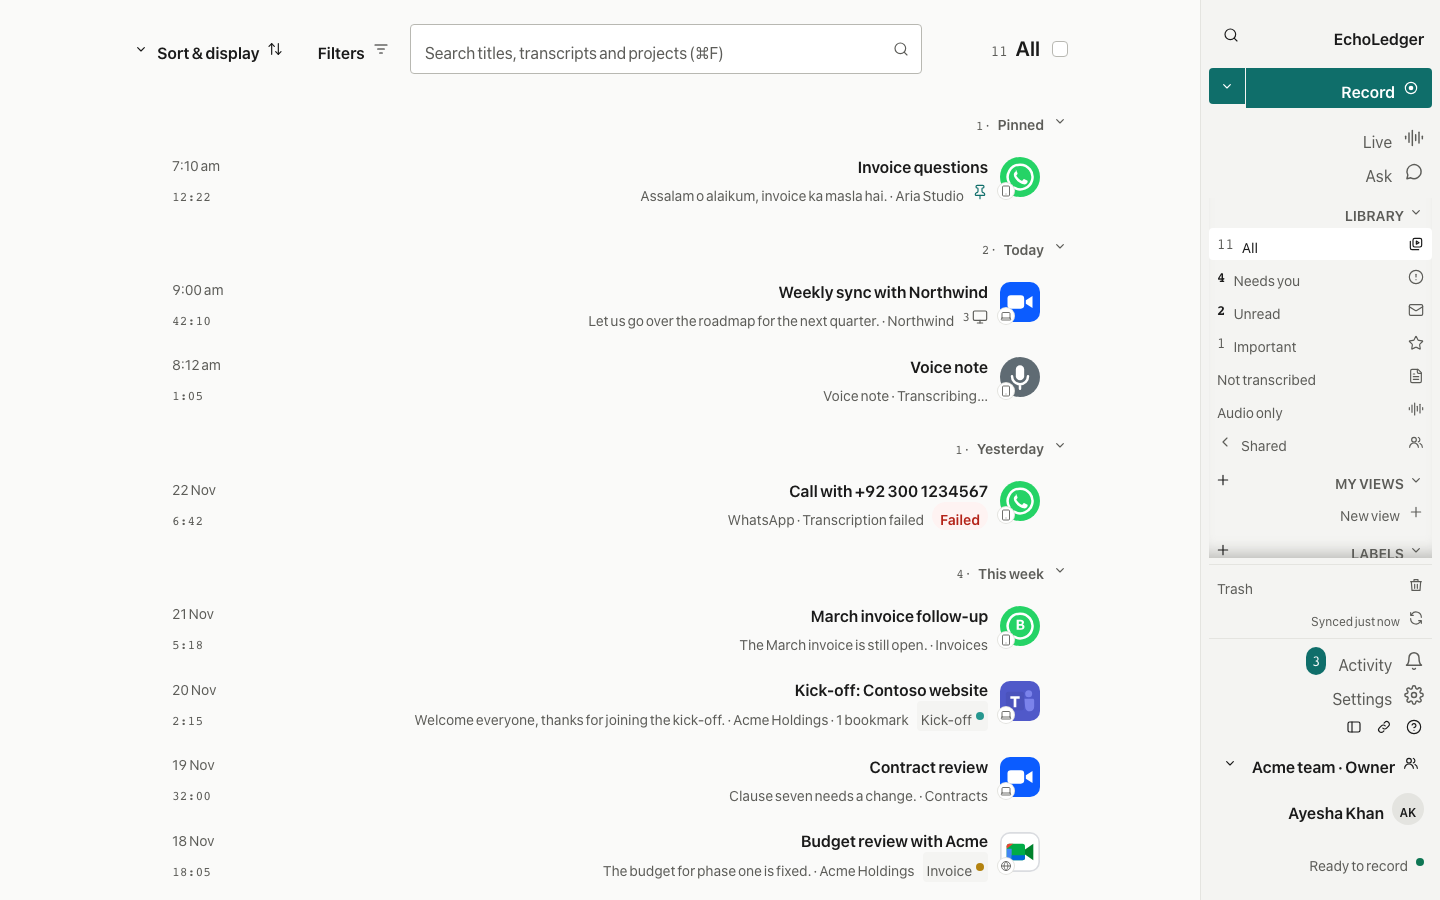 EchoLedger
Record
Live
Ask
LIBRARY
All 11
Needs you 4
Unread 2
Important 1
Not transcribed
Audio only
Shared
MY VIEWS
New view
LABELS
Trash
Synced just now
Activity 3
Settings
Acme team · Owner
AK Ayesha Khan
Ready to record
All 11
Search titles, transcripts and projects (⌘F)
Filters
Sort & display
Pinned · 1
Invoice questions
7:10 am
Assalam o alaikum, invoice ka masla hai. · Aria Studio
12:22
Today · 2
Weekly sync with Northwind
9:00 am
3 Let us go over the roadmap for the next quarter. · Northwind
42:10
Voice note
8:12 am
Voice note · Transcribing…
1:05
Yesterday · 1
Call with +92 300 1234567
22 Nov
Failed WhatsApp · Transcription failed
6:42
This week · 4
B
March invoice follow-up
21 Nov
The March invoice is still open. · Invoices
5:18
T
Kick-off: Contoso website
20 Nov
Kick-off Welcome everyone, thanks for joining the kick-off. · Acme Holdings · 1 bookmark
2:15
Contract review
19 Nov
Clause seven needs a change. · Contracts
32:00
Budget review with Acme
18 Nov
Invoice The budget for phase one is fixed. · Acme Holdings
18:05